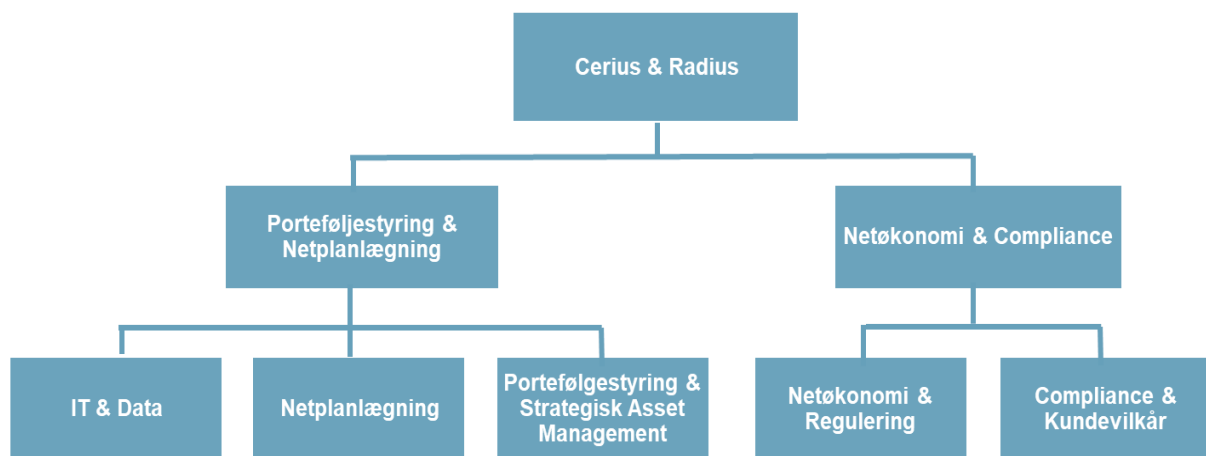 Cerius & Radius
Porteføljestyring &
Netplanlægning
Netøkonomi & Compliance
IT & Data
Netplanlægning
Portefølgestyring &
Strategisk Asset
Management
Netøkonomi &
Regulering
Compliance &
Kundevilkår